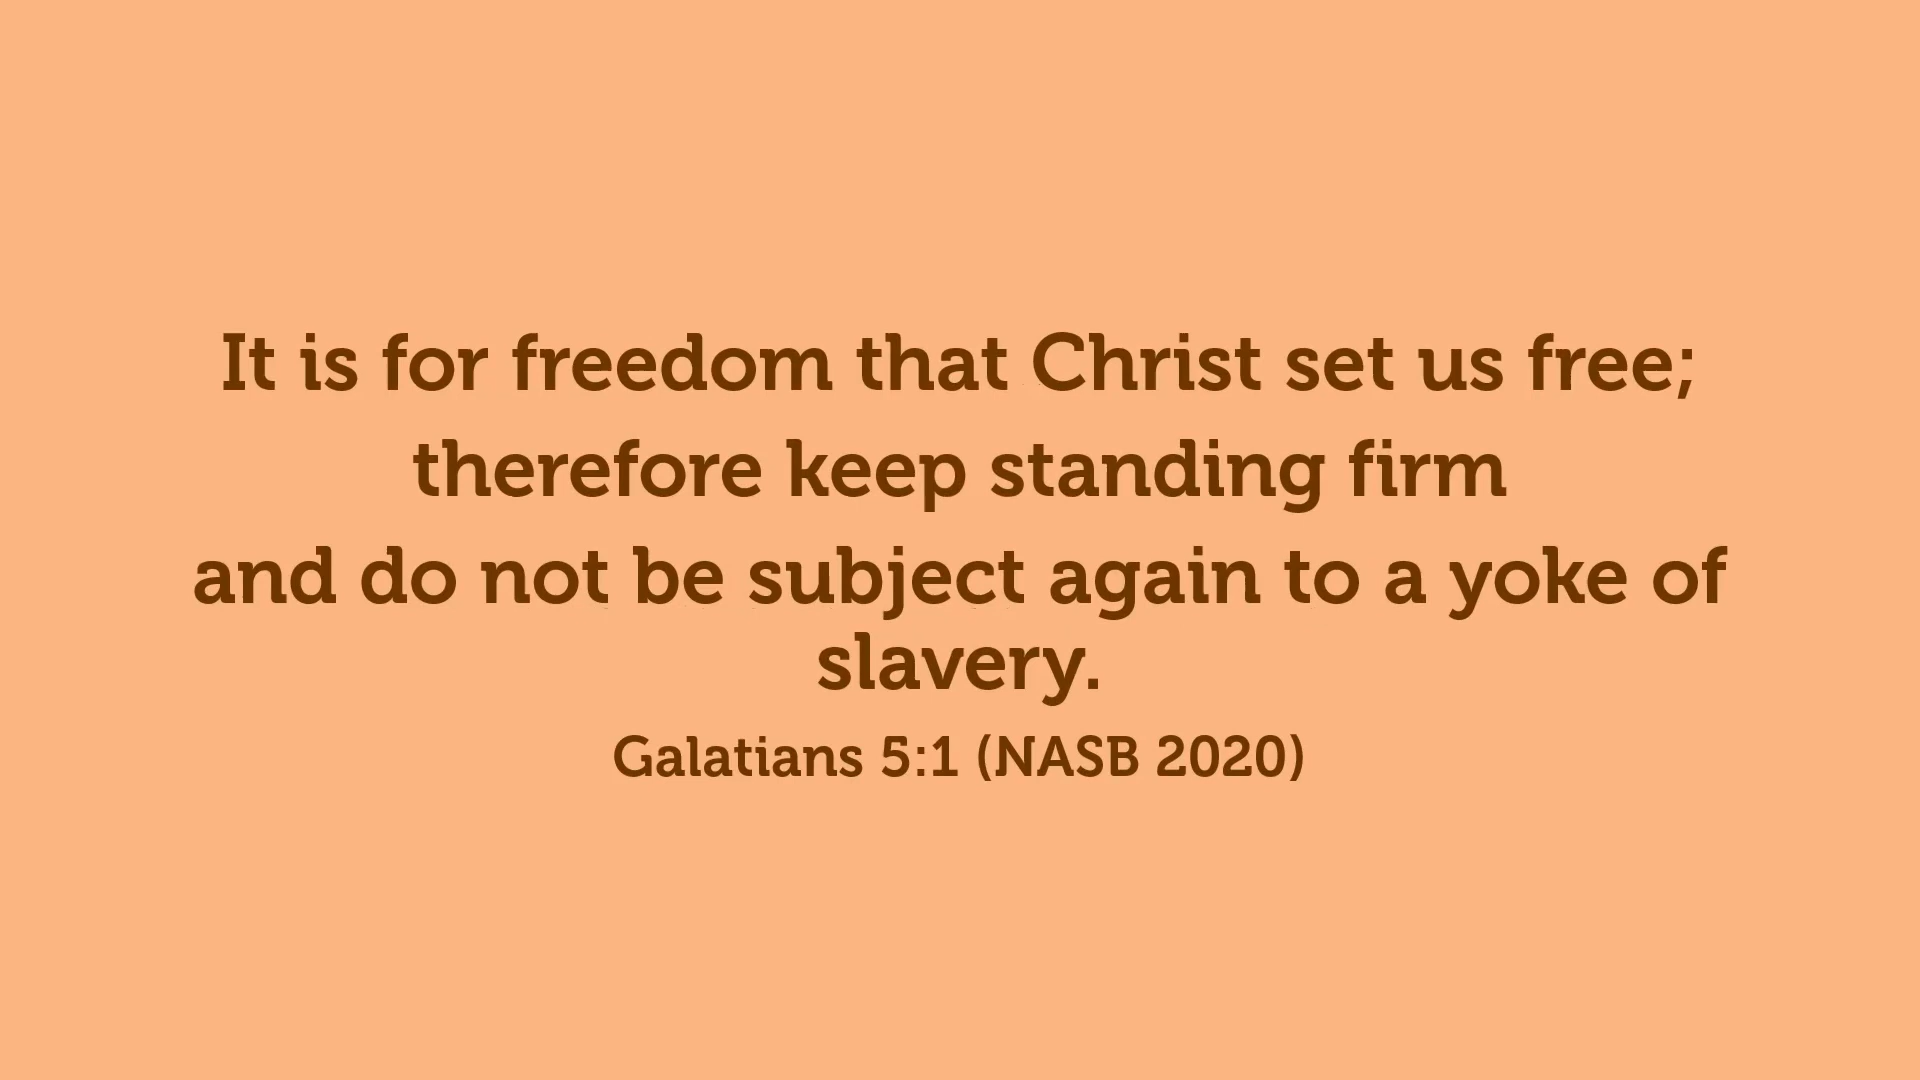 It is for freedom that Christ set us free;
therefore keep standing firm
and do not be subject again to a yoke of
slavery.
Galatians 5:1 (NASB 2020)